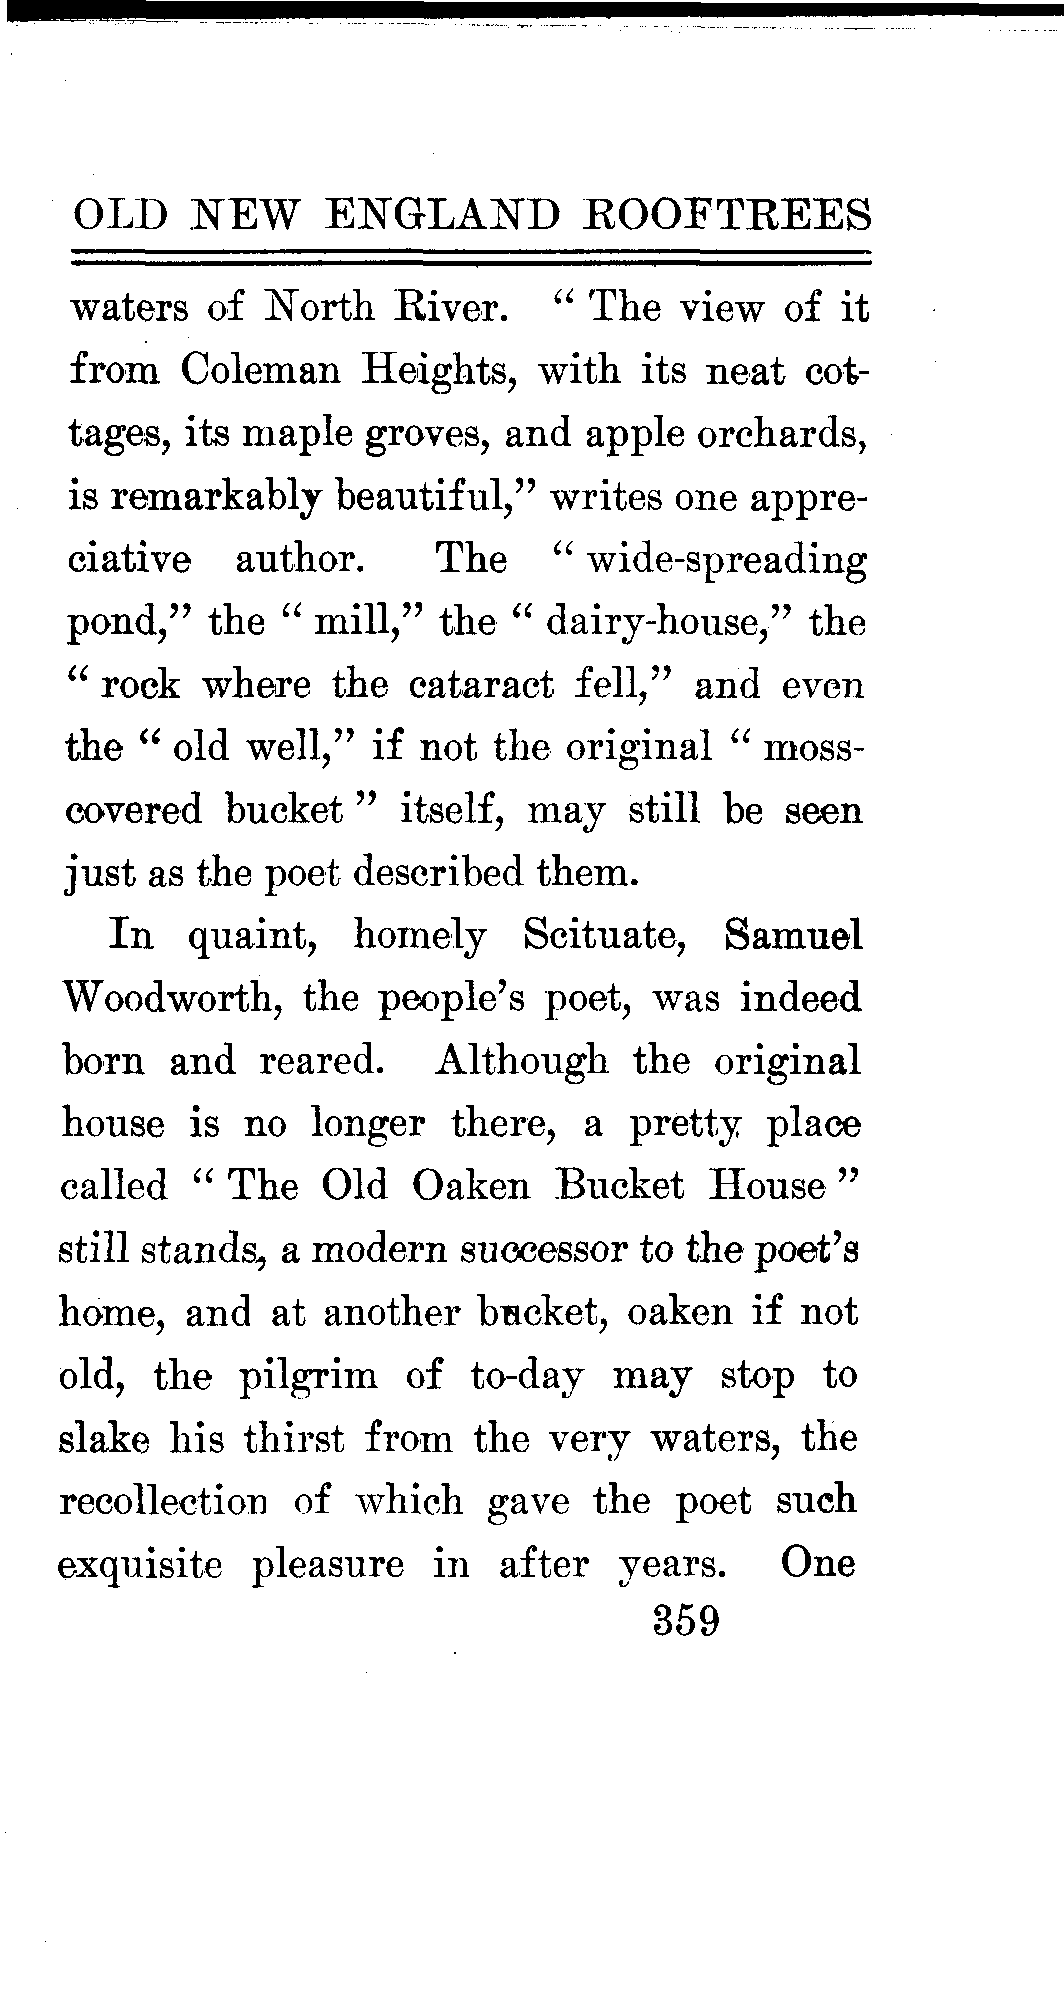 OLD NEW ENGLAND ROOFTREES
waters of North River. “ The view of it
from Coleman Heights, with its neat cot-
tages, its maple groves, and apple orchards,
is remarkably beautiful,” writes one appre-
ciative author. The “ wide-spreading
pond,” the “ mill,” the “ dairy-house,” the
“ rock where the cataract fell,” and even
the “ old well,” if not the original “ moss-
covered bucket ” itself, may still be seen
just as the poet described them.
In quaint, homely Scituate, Samuel
Woodworth, the people’s poet, was indeed
born and reared. Although the original
house is no longer there, a pretty place
called “ The Old Oaken Bucket House ”
still stands, a modern successor to the poet’s
home, and at another bucket, oaken if not
old, the pilgrim of to-day may stop to
slake his thirst from the very waters, the
recollection of which gave the poet such
exquisite pleasure in after years. One
359